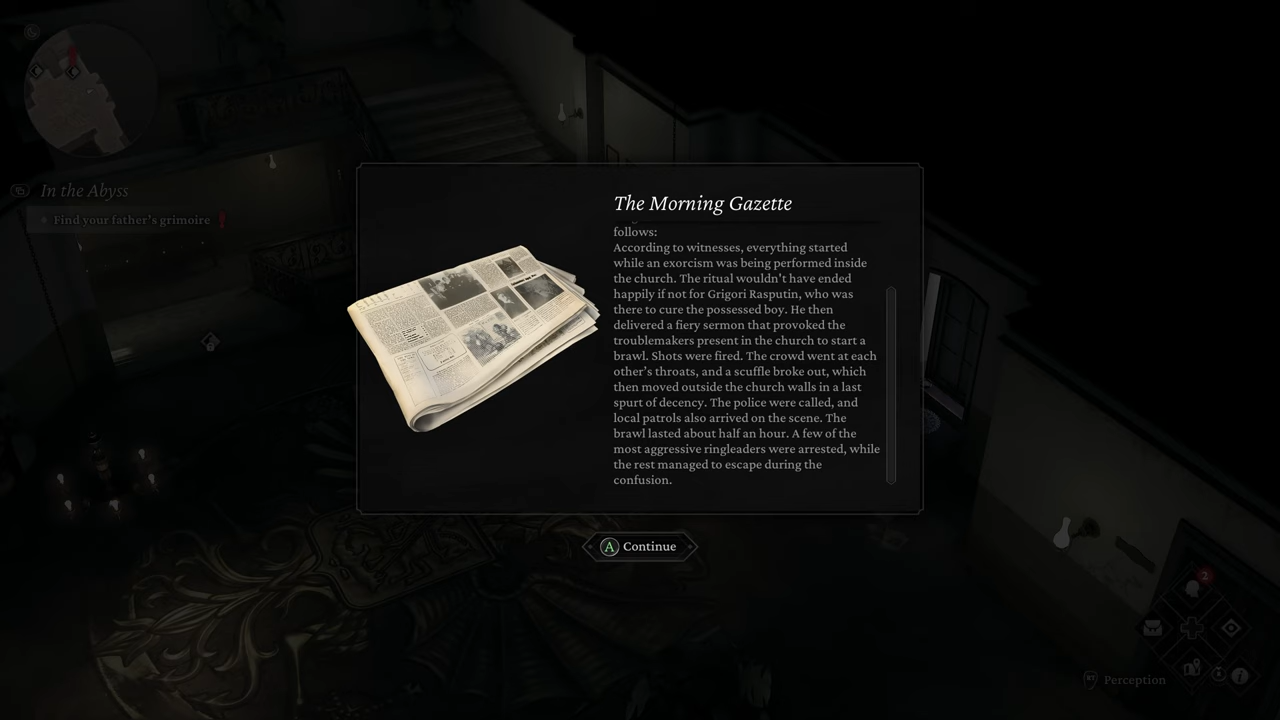 In the Abyss
Find your father's grimoire
The Morning Gazette
follows:
According to witnesses, everything started
while an exorcism was being performed inside
the church. The ritual wouldn't have ended
happily if not for Grigori Rasputin, who was
there to cure the possessed boy. He then
delivered a fiery sermon that provoked the
troublemakers present in the church to start a
brawl. Shots were fired. The crowd went at each
other's throats, and a scuffle broke out, which
then moved outside the church walls in a last
spurt of decency. The police were called, and
local patrols also arrived on the scene. The
brawl lasted about half an hour. A few of the
most aggressive ringleaders were arrested, while
the rest managed to escape during the
confusion.
A Continue
2
RT Perception